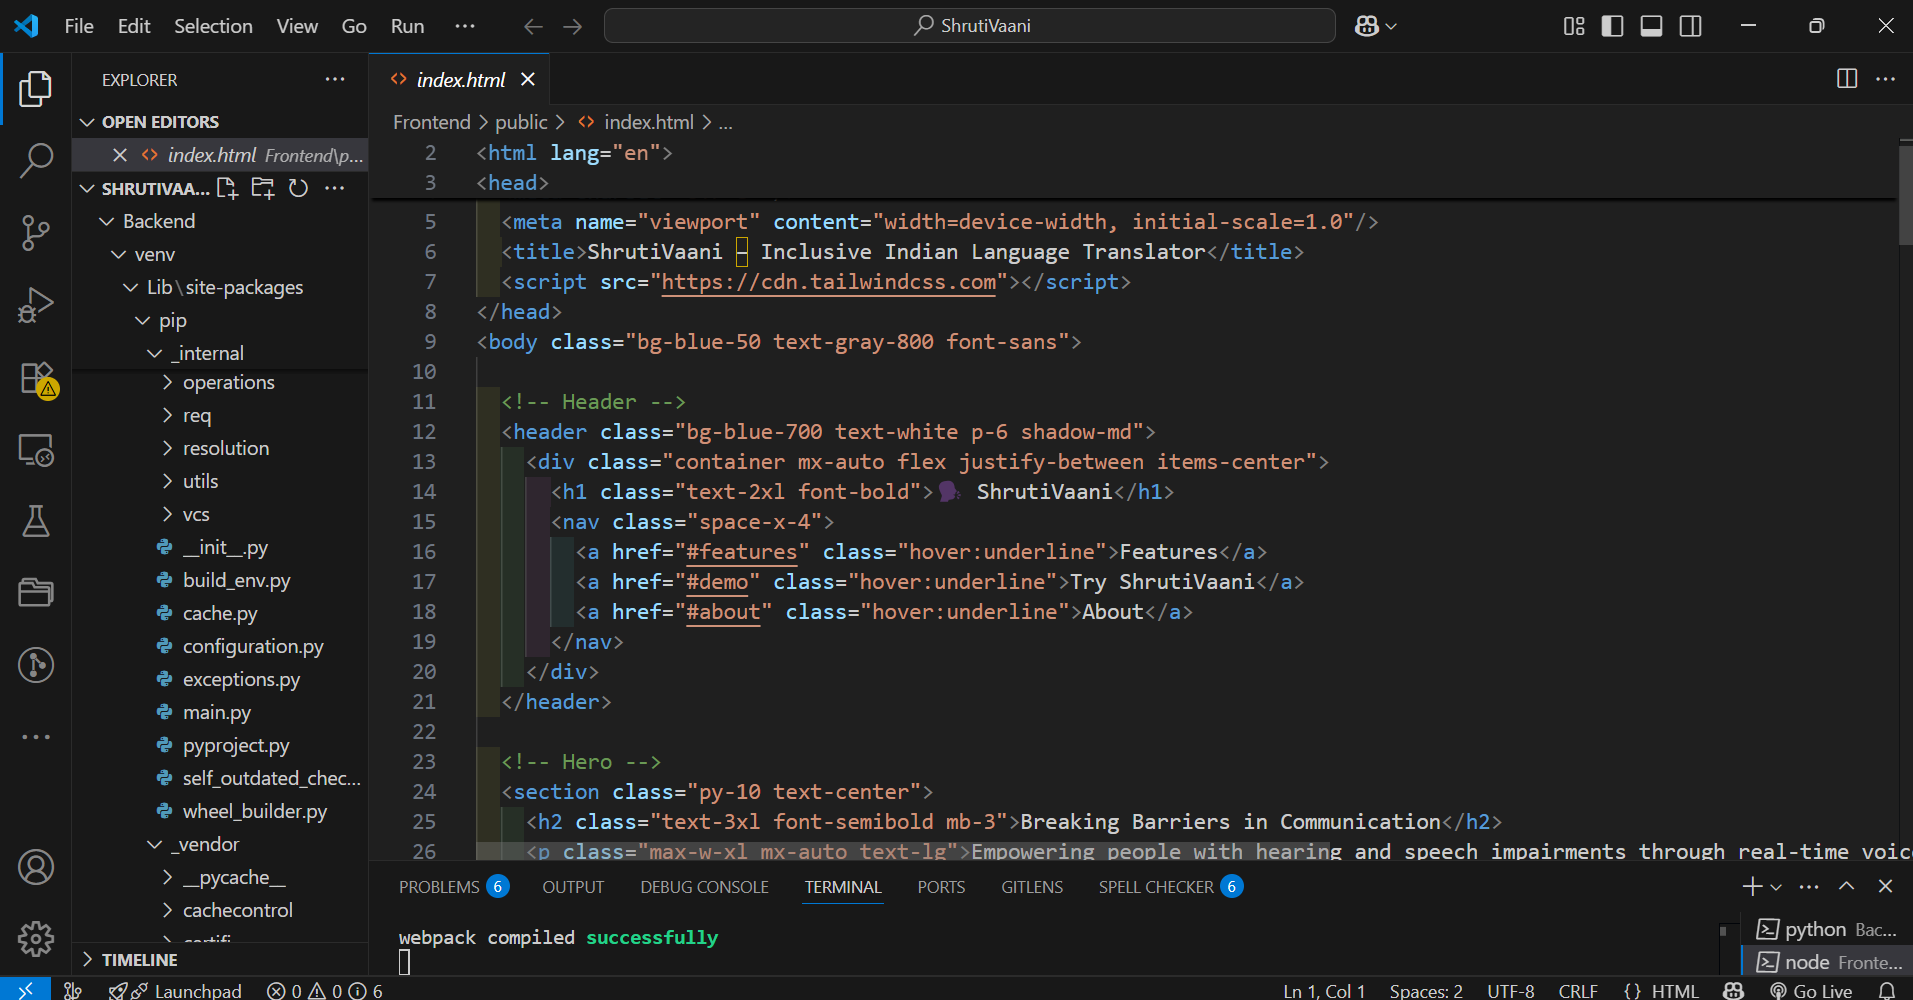 File Edit Selection View Go Run ··· ShrutiVaani
EXPLORER
OPEN EDITORS
index.html Frontend\p...
SHRUTIVAA...
Backend
venv
Lib\site-packages
pip
_internal
operations
req
resolution
utils
vcs
__init__.py
build_env.py
cache.py
configuration.py
exceptions.py
main.py
pyproject.py
self_outdated_chec...
wheel_builder.py
_vendor
__pycache__
cachecontrol
certifi
TIMELINE
index.html
Frontend > public > index.html > ...
2 <html lang="en">
3 <head>
5 <meta name="viewport" content="width=device-width, initial-scale=1.0"/>
6 <title>ShrutiVaani – Inclusive Indian Language Translator</title>
7 <script src="https://cdn.tailwindcss.com"></script>
8 </head>
9 <body class="bg-blue-50 text-gray-800 font-sans">
10
11 <!-- Header -->
12 <header class="bg-blue-700 text-white p-6 shadow-md">
13 <div class="container mx-auto flex justify-between items-center">
14 <h1 class="text-2xl font-bold">🗣 ShrutiVaani</h1>
15 <nav class="space-x-4">
16 <a href="#features" class="hover:underline">Features</a>
17 <a href="#demo" class="hover:underline">Try ShrutiVaani</a>
18 <a href="#about" class="hover:underline">About</a>
19 </nav>
20 </div>
21 </header>
22
23 <!-- Hero -->
24 <section class="py-10 text-center">
25 <h2 class="text-3xl font-semibold mb-3">Breaking Barriers in Communication</h2>
26 <p class="max-w-xl mx-auto text-lg">Empowering people with hearing and speech impairments through real-time voic
PROBLEMS 6 OUTPUT DEBUG CONSOLE TERMINAL PORTS GITLENS SPELL CHECKER 6
webpack compiled successfully
python Bac...
node Fronte...
Launchpad 0 0 6 Ln 1, Col 1 Spaces: 2 UTF-8 CRLF {} HTML Go Live